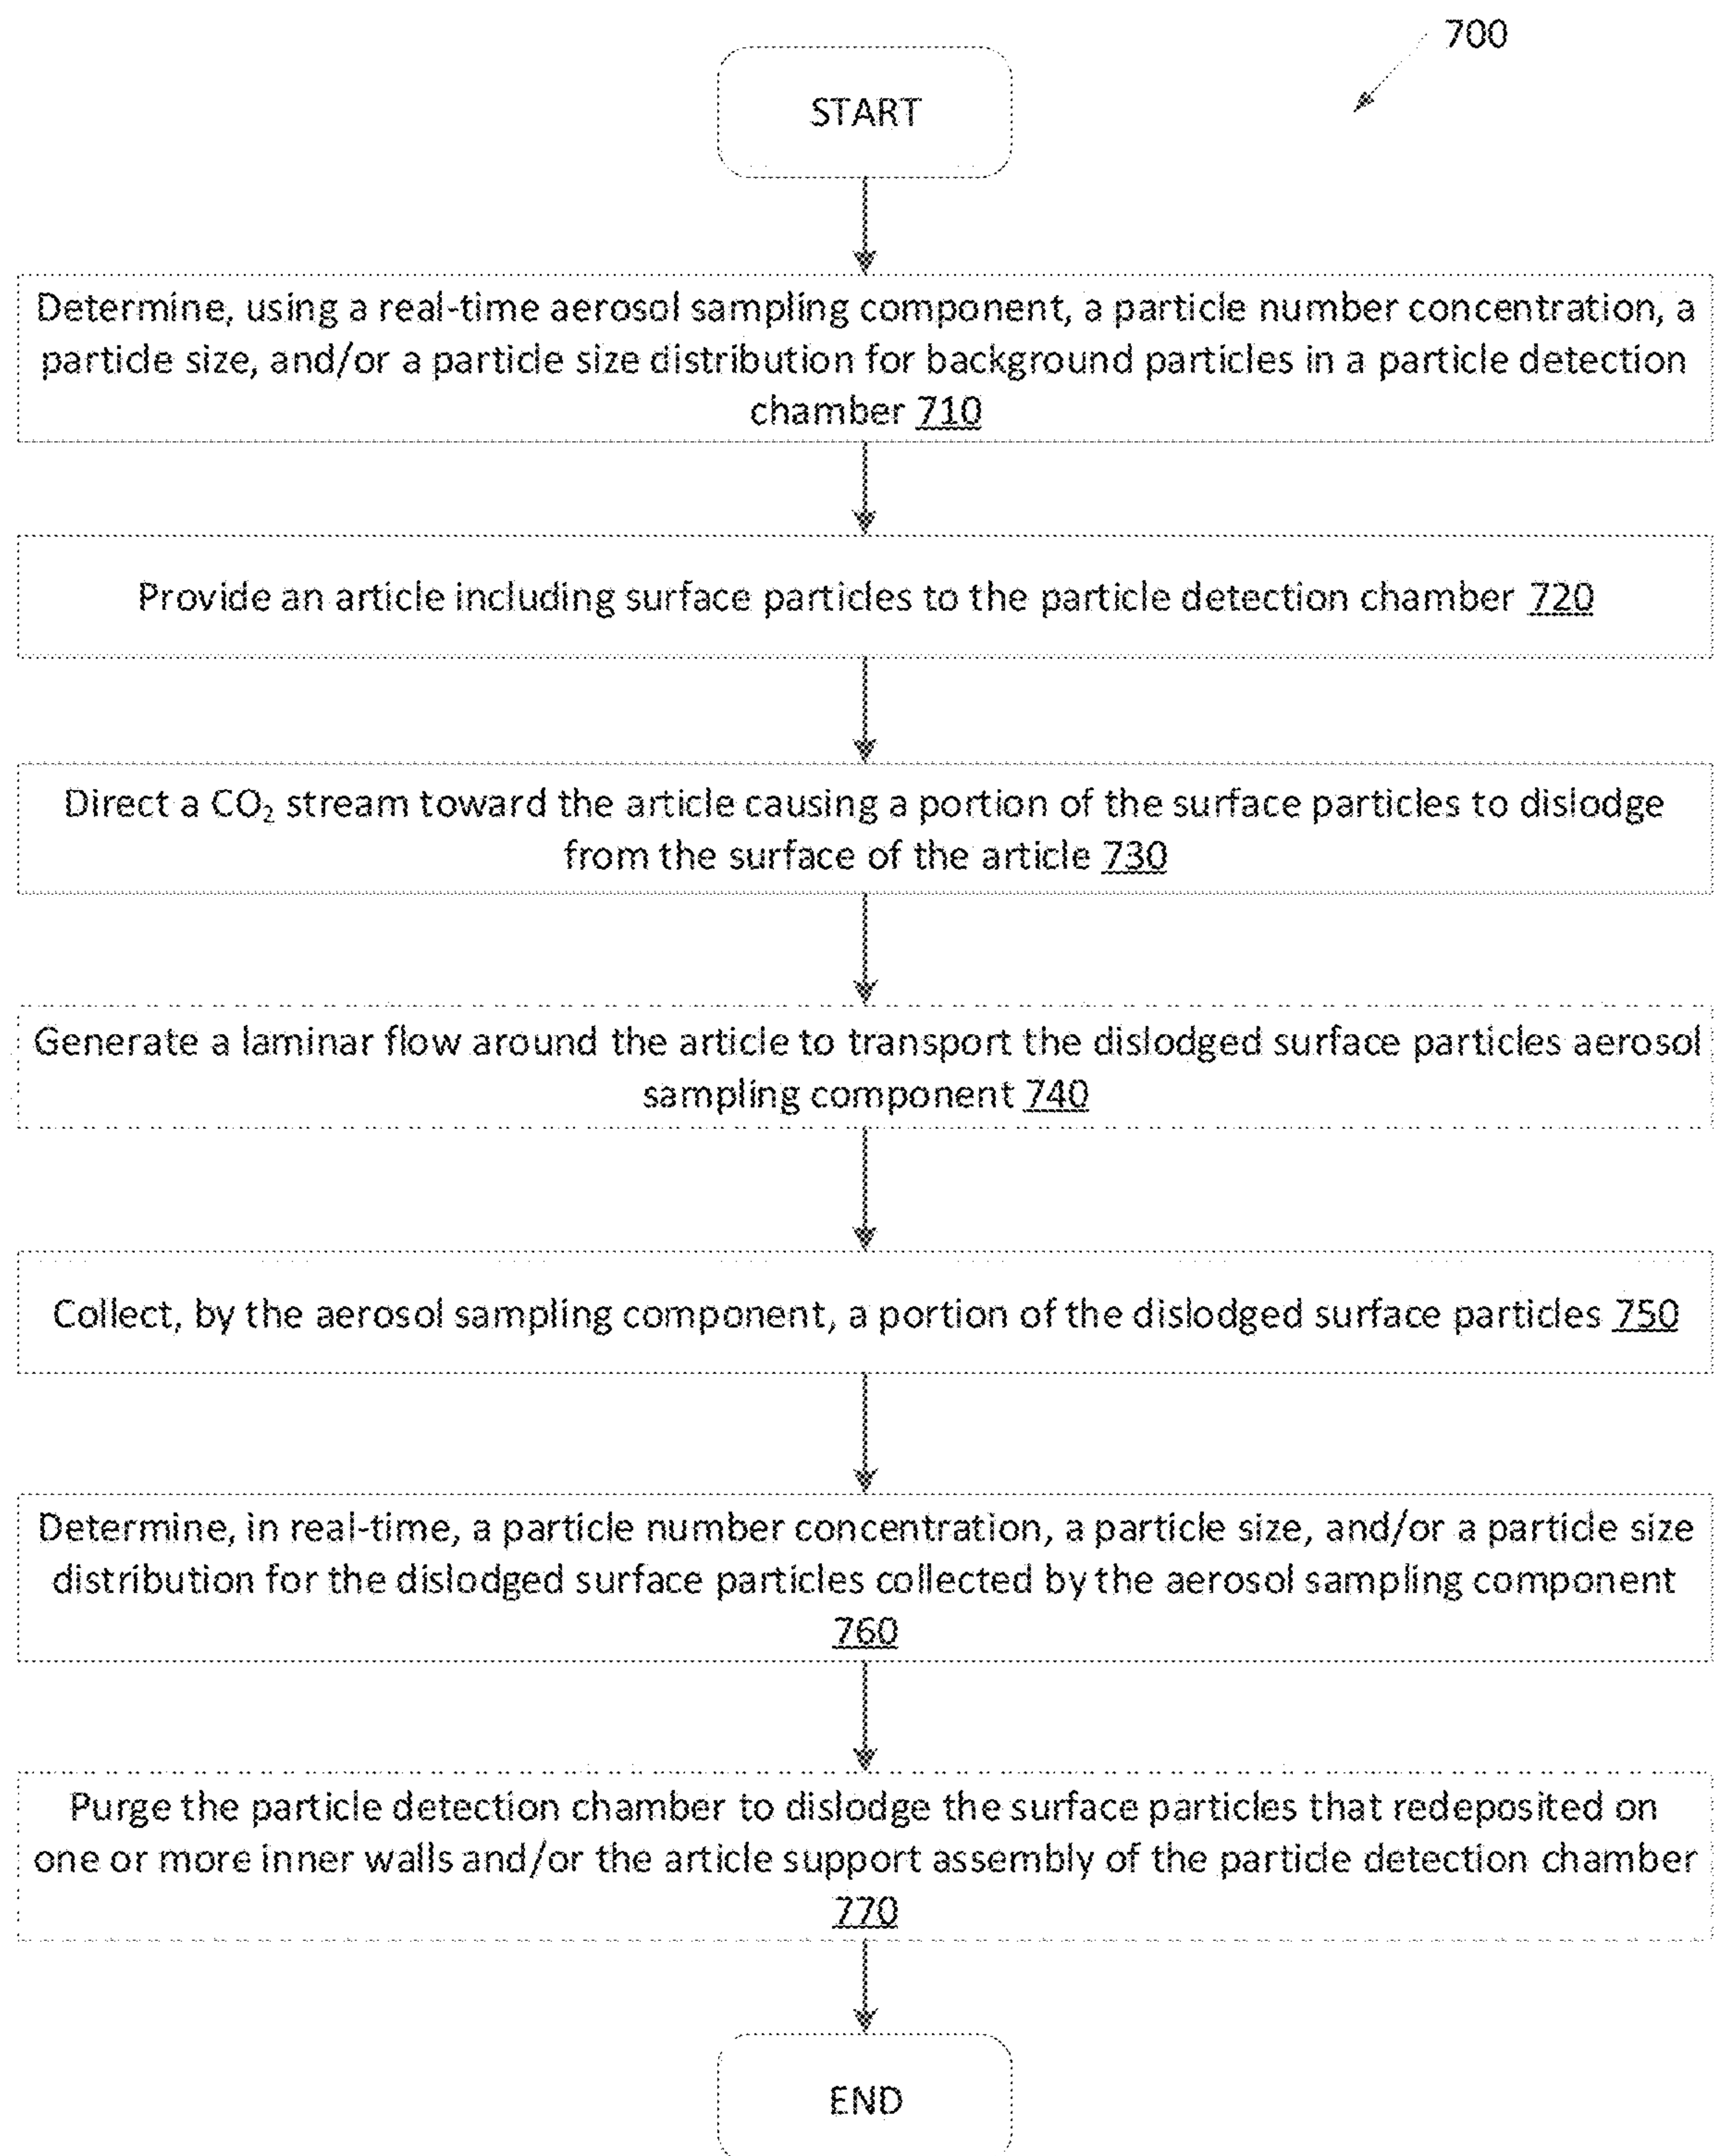 700
START
Determine, using a real-time aerosol sampling component, a particle number concentration, a
particle size, and/or a particle size distribution for background particles in a particle detection
chamber 710
Provide an article including surface particles to the particle detection chamber 720
Direct a CO₂ stream toward the article causing a portion of the surface particles to dislodge
from the surface of the article 730
Generate a laminar flow around the article to transport the dislodged surface particles aerosol
sampling component 740
Collect, by the aerosol sampling component, a portion of the dislodged surface particles 750
Determine, in real-time, a particle number concentration, a particle size, and/or a particle size
distribution for the dislodged surface particles collected by the aerosol sampling component
760
Purge the particle detection chamber to dislodge the surface particles that redeposited on
one or more inner walls and/or the article support assembly of the particle detection chamber
770
END